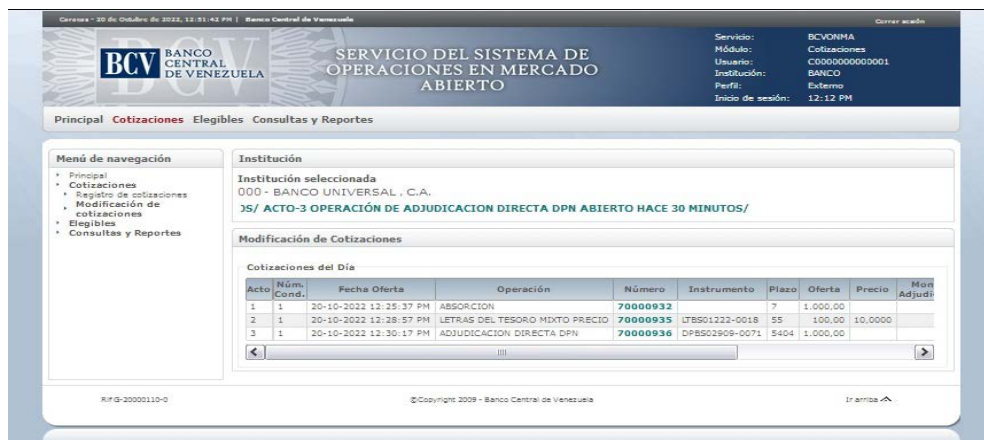 Caracas - 20 de Octubre de 2022, 12:51:42 PM | Banco Central de Venezuela
Cerrar sesión
BCV BANCO CENTRAL DE VENEZUELA
SERVICIO DEL SISTEMA DE
OPERACIONES EN MERCADO
ABIERTO
Servicio: BCVONMA
Módulo: Cotizaciones
Usuario: C0000000000001
Institución: BANCO
Perfil: Externo
Inicio de sesión: 12:12 PM
Principal Cotizaciones Elegibles Consultas y Reportes
Menú de navegación
Principal
Cotizaciones
Registro de cotizaciones
Modificación de
cotizaciones
Elegibles
Consultas y Reportes
Institución
Institución seleccionada
000 - BANCO UNIVERSAL , C.A.
OS/ ACTO-3 OPERACIÓN DE ADJUDICACION DIRECTA DPN ABIERTO HACE 30 MINUTOS/
Modificación de Cotizaciones
Cotizaciones del Día
Acto Núm. Cond. Fecha Oferta Operación Número Instrumento Plazo Oferta Precio Mon Adjudi
1 1 20-10-2022 12:25:37 PM ABSORCION 70000932 7 1.000,00
2 1 20-10-2022 12:28:57 PM LETRAS DEL TESORO MIXTO PRECIO 70000935 LTBS01222-0018 55 100,00 10,0000
3 1 20-10-2022 12:30:17 PM ADJUDICACION DIRECTA DPN 70000936 DPBS02909-0071 5404 1.000,00
Rif G-20000110-0
©Copyright 2009 - Banco Central de Venezuela
Ir arriba